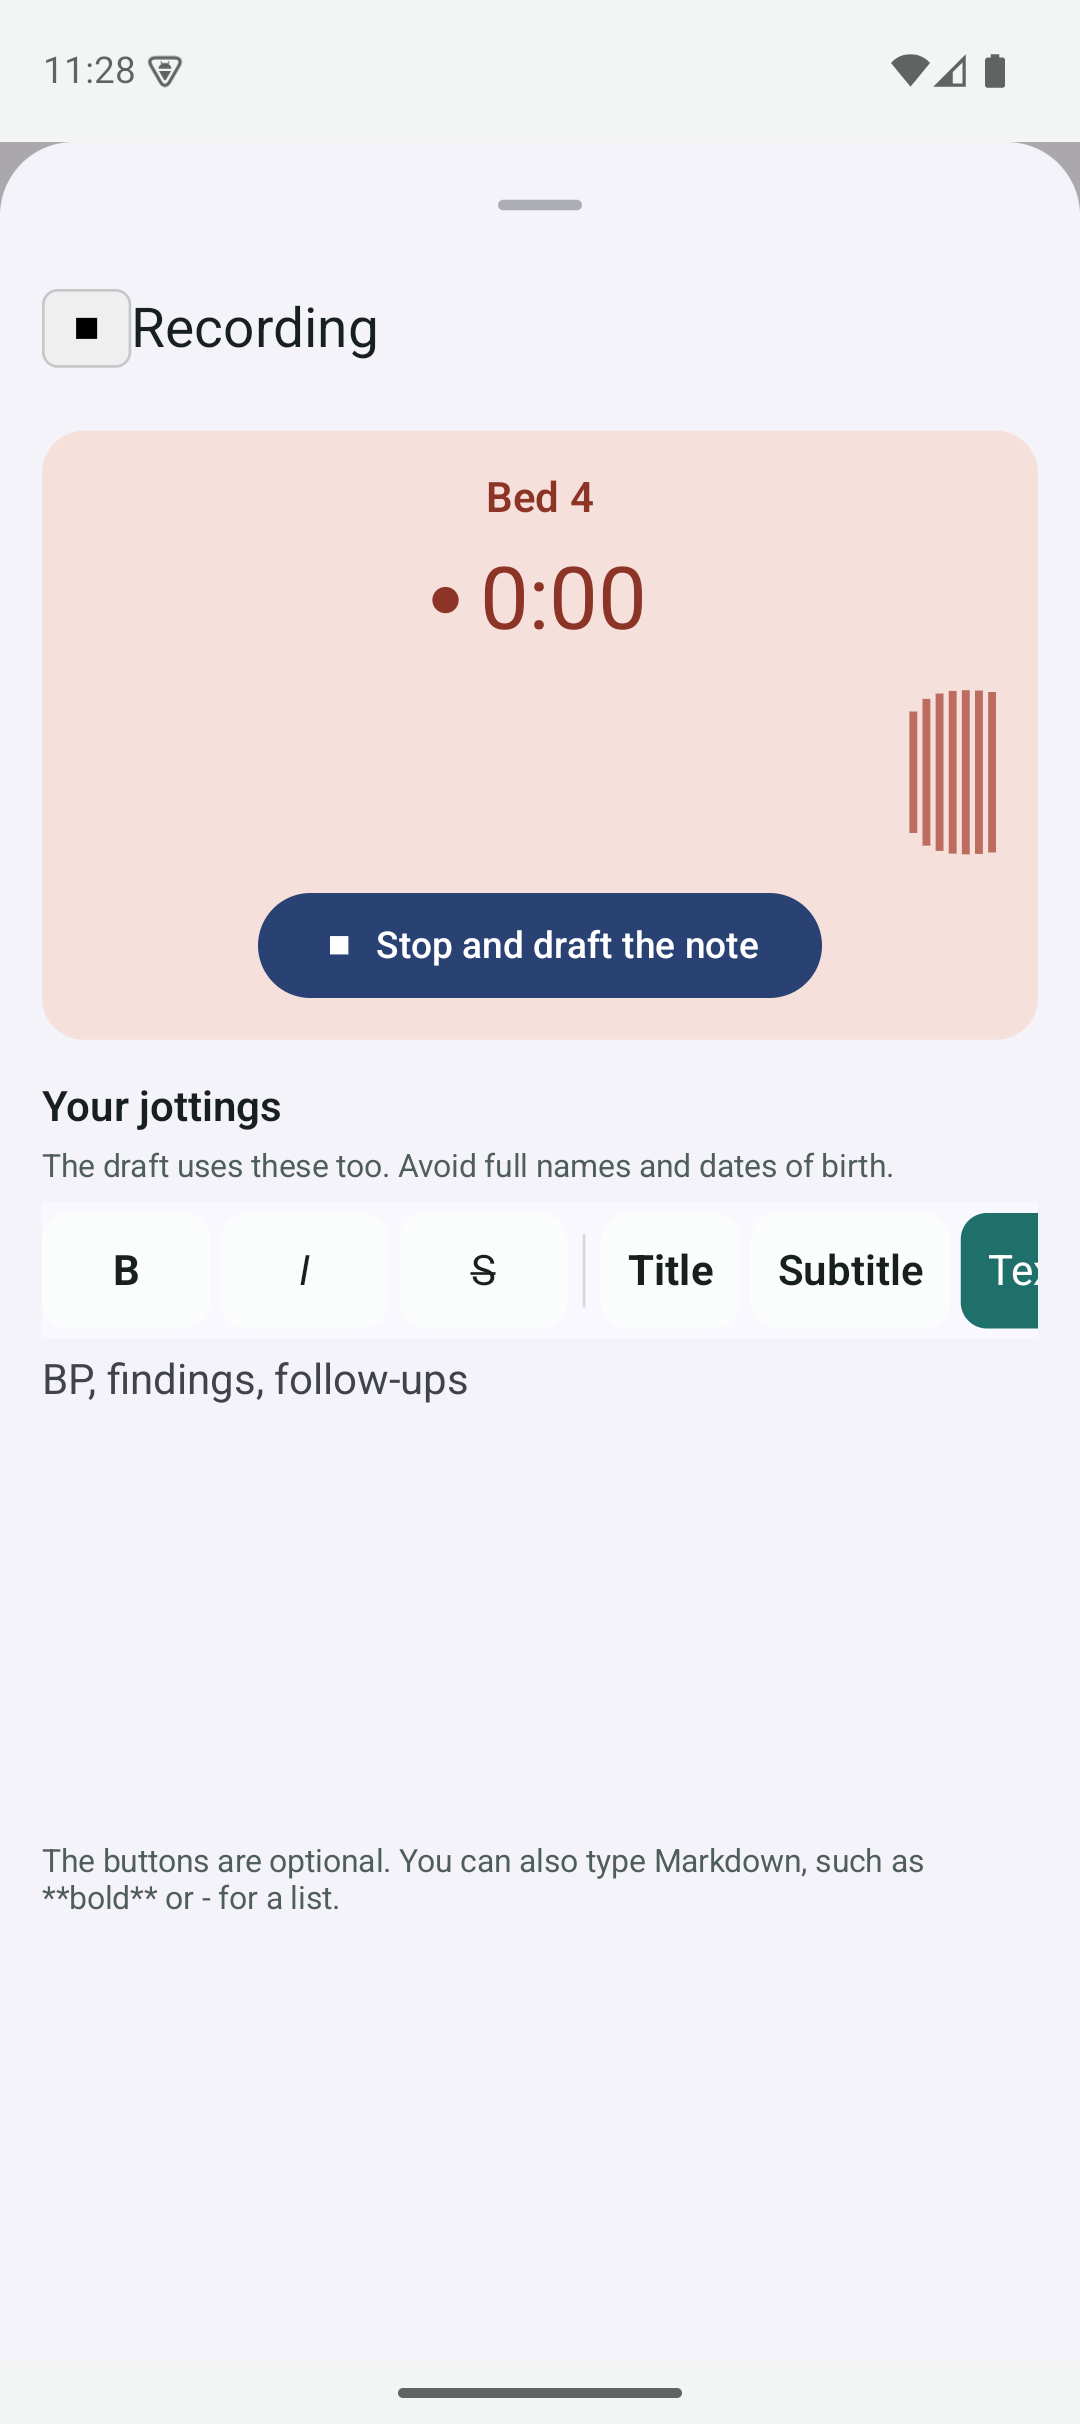 11:28
Recording
Bed 4
0:00
Stop and draft the note
Your jottings
The draft uses these too. Avoid full names and dates of birth.
B I S Title Subtitle
BP, findings, follow-ups
The buttons are optional. You can also type Markdown, such as
**bold** or - for a list.